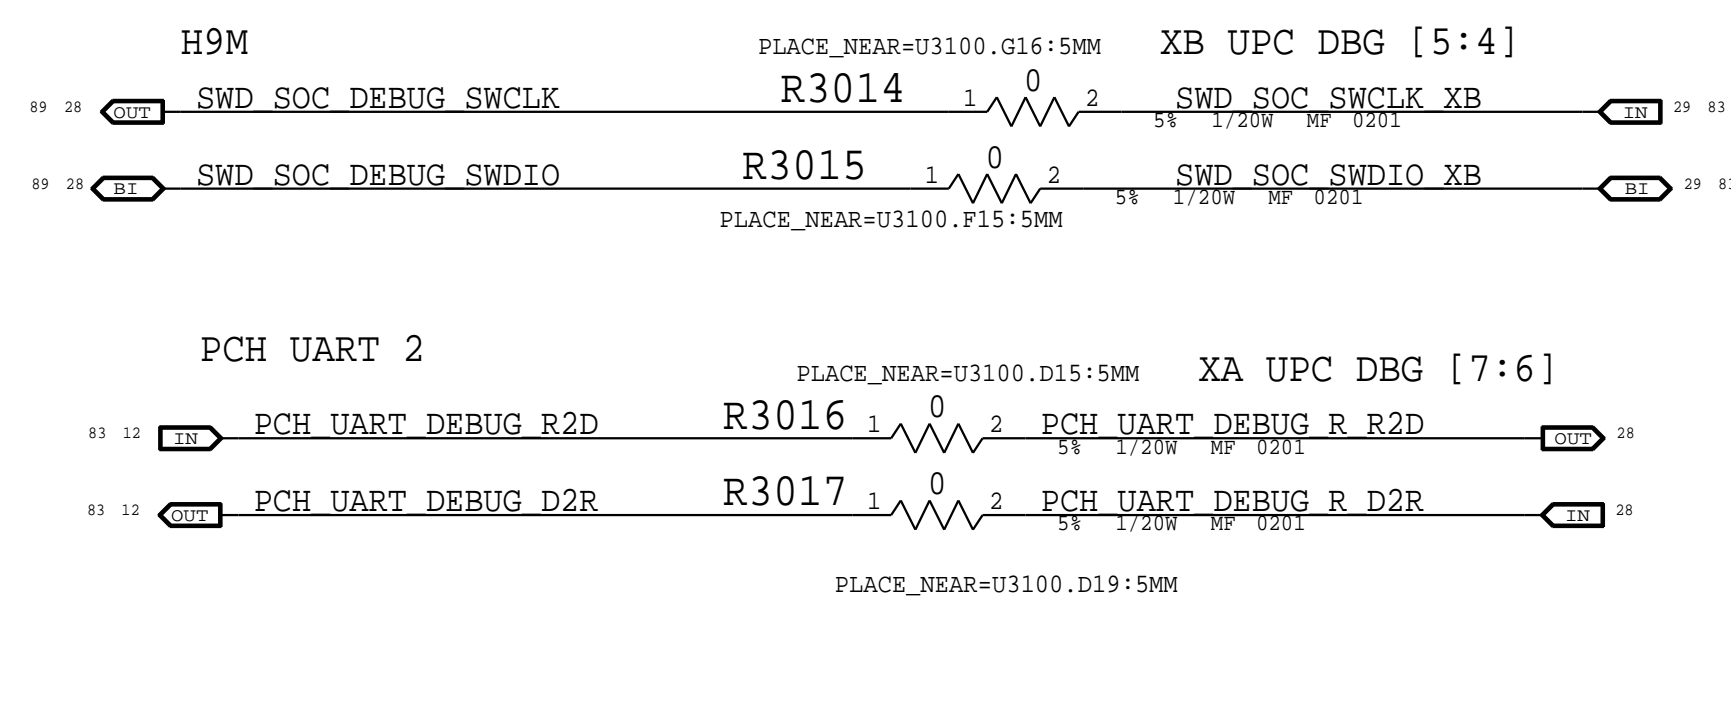 H9M
PLACE_NEAR=U3100.G16:5MM
XB UPC DBG [5:4]
89 28 OUT SWD_SOC_DEBUG_SWCLK R3014 1 0 2 SWD_SOC_SWCLK_XB IN 29 83
5% 1/20W MF 0201
89 28 BI SWD_SOC_DEBUG_SWDIO R3015 1 0 2 SWD_SOC_SWDIO_XB BI 29
5% 1/20W MF 0201
PLACE_NEAR=U3100.F15:5MM
PCH UART 2
PLACE_NEAR=U3100.D15:5MM
XA UPC DBG [7:6]
83 12 IN PCH_UART_DEBUG_R2D R3016 1 0 2 PCH_UART_DEBUG_R_R2D OUT 28
5% 1/20W MF 0201
83 12 OUT PCH_UART_DEBUG_D2R R3017 1 0 2 PCH_UART_DEBUG_R_D2R IN 28
5% 1/20W MF 0201
PLACE_NEAR=U3100.D19:5MM